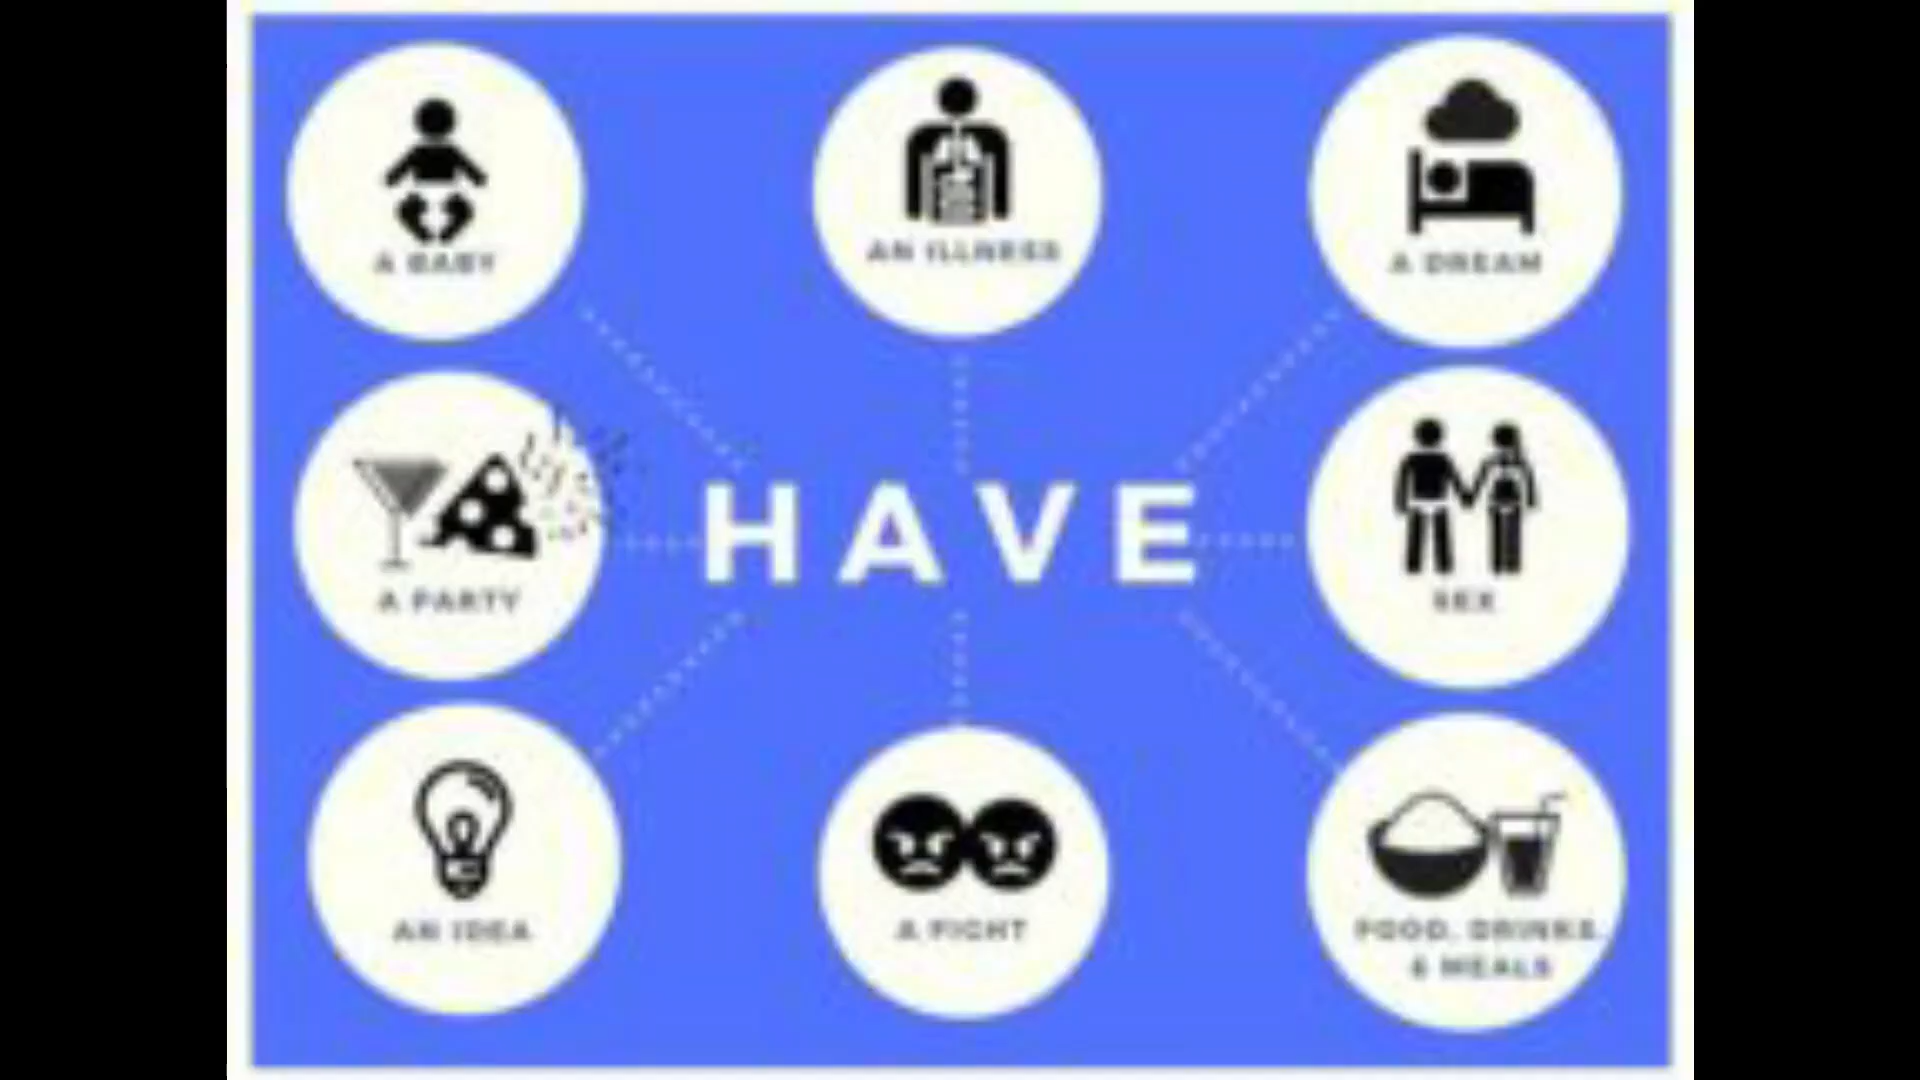 A BABY
AN ILLNESS
A DREAM
HAVE
A PARTY
SEX
AN IDEA
A FIGHT
FOOD, DRINKS,
& MEALS